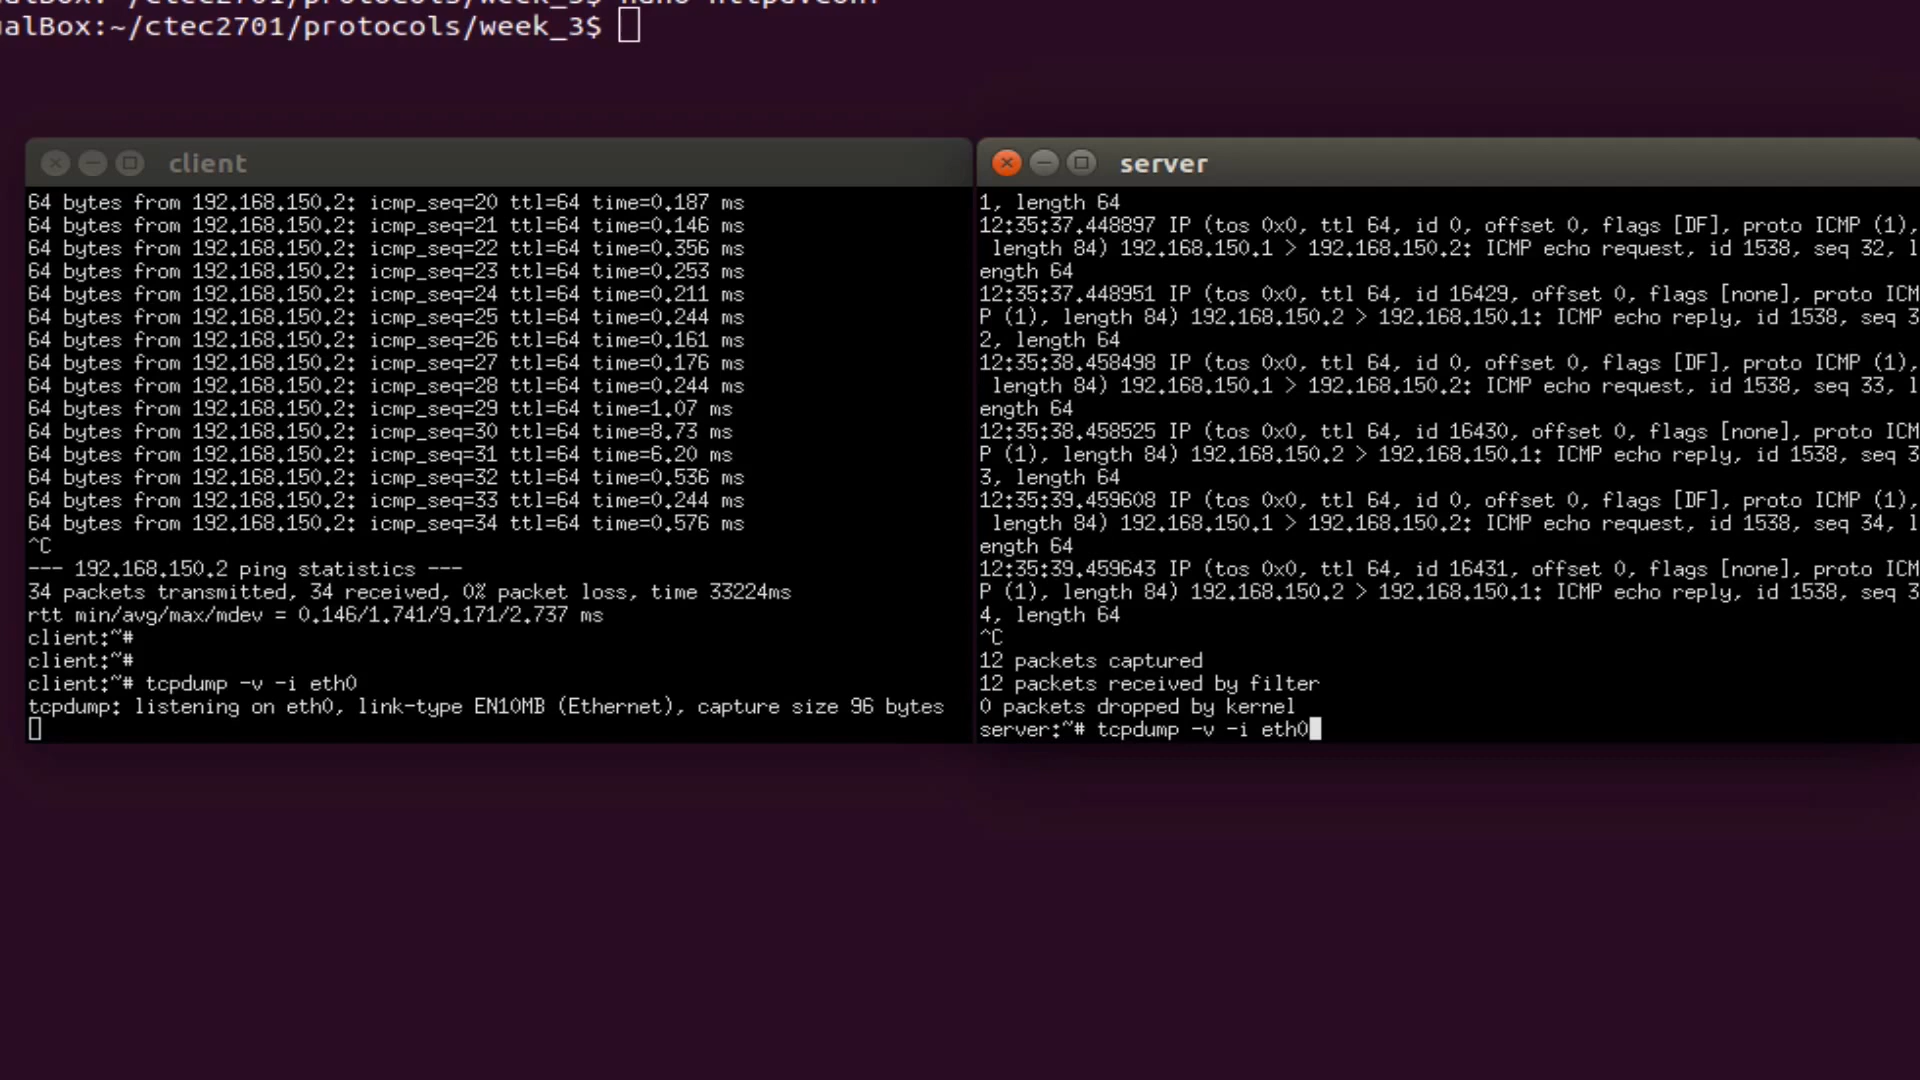 ualBox:~/ctec2701/protocols/week_3$ nano httpd.conf
ualBox:~/ctec2701/protocols/week_3$
client
64 bytes from 192.168.150.2: icmp_seq=20 ttl=64 time=0.187 ms
64 bytes from 192.168.150.2: icmp_seq=21 ttl=64 time=0.146 ms
64 bytes from 192.168.150.2: icmp_seq=22 ttl=64 time=0.356 ms
64 bytes from 192.168.150.2: icmp_seq=23 ttl=64 time=0.253 ms
64 bytes from 192.168.150.2: icmp_seq=24 ttl=64 time=0.211 ms
64 bytes from 192.168.150.2: icmp_seq=25 ttl=64 time=0.244 ms
64 bytes from 192.168.150.2: icmp_seq=26 ttl=64 time=0.161 ms
64 bytes from 192.168.150.2: icmp_seq=27 ttl=64 time=0.176 ms
64 bytes from 192.168.150.2: icmp_seq=28 ttl=64 time=0.244 ms
64 bytes from 192.168.150.2: icmp_seq=29 ttl=64 time=1.07 ms
64 bytes from 192.168.150.2: icmp_seq=30 ttl=64 time=8.73 ms
64 bytes from 192.168.150.2: icmp_seq=31 ttl=64 time=6.20 ms
64 bytes from 192.168.150.2: icmp_seq=32 ttl=64 time=0.536 ms
64 bytes from 192.168.150.2: icmp_seq=33 ttl=64 time=0.244 ms
64 bytes from 192.168.150.2: icmp_seq=34 ttl=64 time=0.576 ms
^C
--- 192.168.150.2 ping statistics ---
34 packets transmitted, 34 received, 0% packet loss, time 33224ms
rtt min/avg/max/mdev = 0.146/1.741/9.171/2.737 ms
client:~#
client:~#
client:~# tcpdump -v -i eth0
tcpdump: listening on eth0, link-type EN10MB (Ethernet), capture size 96 bytes
server
1, length 64
12:35:37.448897 IP (tos 0x0, ttl 64, id 0, offset 0, flags [DF], proto ICMP (1),
length 84) 192.168.150.1 > 192.168.150.2: ICMP echo request, id 1538, seq 32, l
ength 64
12:35:37.448951 IP (tos 0x0, ttl 64, id 16429, offset 0, flags [none], proto ICM
P (1), length 84) 192.168.150.2 > 192.168.150.1: ICMP echo reply, id 1538, seq 3
2, length 64
12:35:38.458498 IP (tos 0x0, ttl 64, id 0, offset 0, flags [DF], proto ICMP (1),
length 84) 192.168.150.1 > 192.168.150.2: ICMP echo request, id 1538, seq 33, l
ength 64
12:35:38.458525 IP (tos 0x0, ttl 64, id 16430, offset 0, flags [none], proto ICM
P (1), length 84) 192.168.150.2 > 192.168.150.1: ICMP echo reply, id 1538, seq 3
3, length 64
12:35:39.459608 IP (tos 0x0, ttl 64, id 0, offset 0, flags [DF], proto ICMP (1),
length 84) 192.168.150.1 > 192.168.150.2: ICMP echo request, id 1538, seq 34, l
ength 64
12:35:39.459643 IP (tos 0x0, ttl 64, id 16431, offset 0, flags [none], proto ICM
P (1), length 84) 192.168.150.2 > 192.168.150.1: ICMP echo reply, id 1538, seq 3
4, length 64
^C
12 packets captured
12 packets received by filter
0 packets dropped by kernel
server:~# tcpdump -v -i eth0